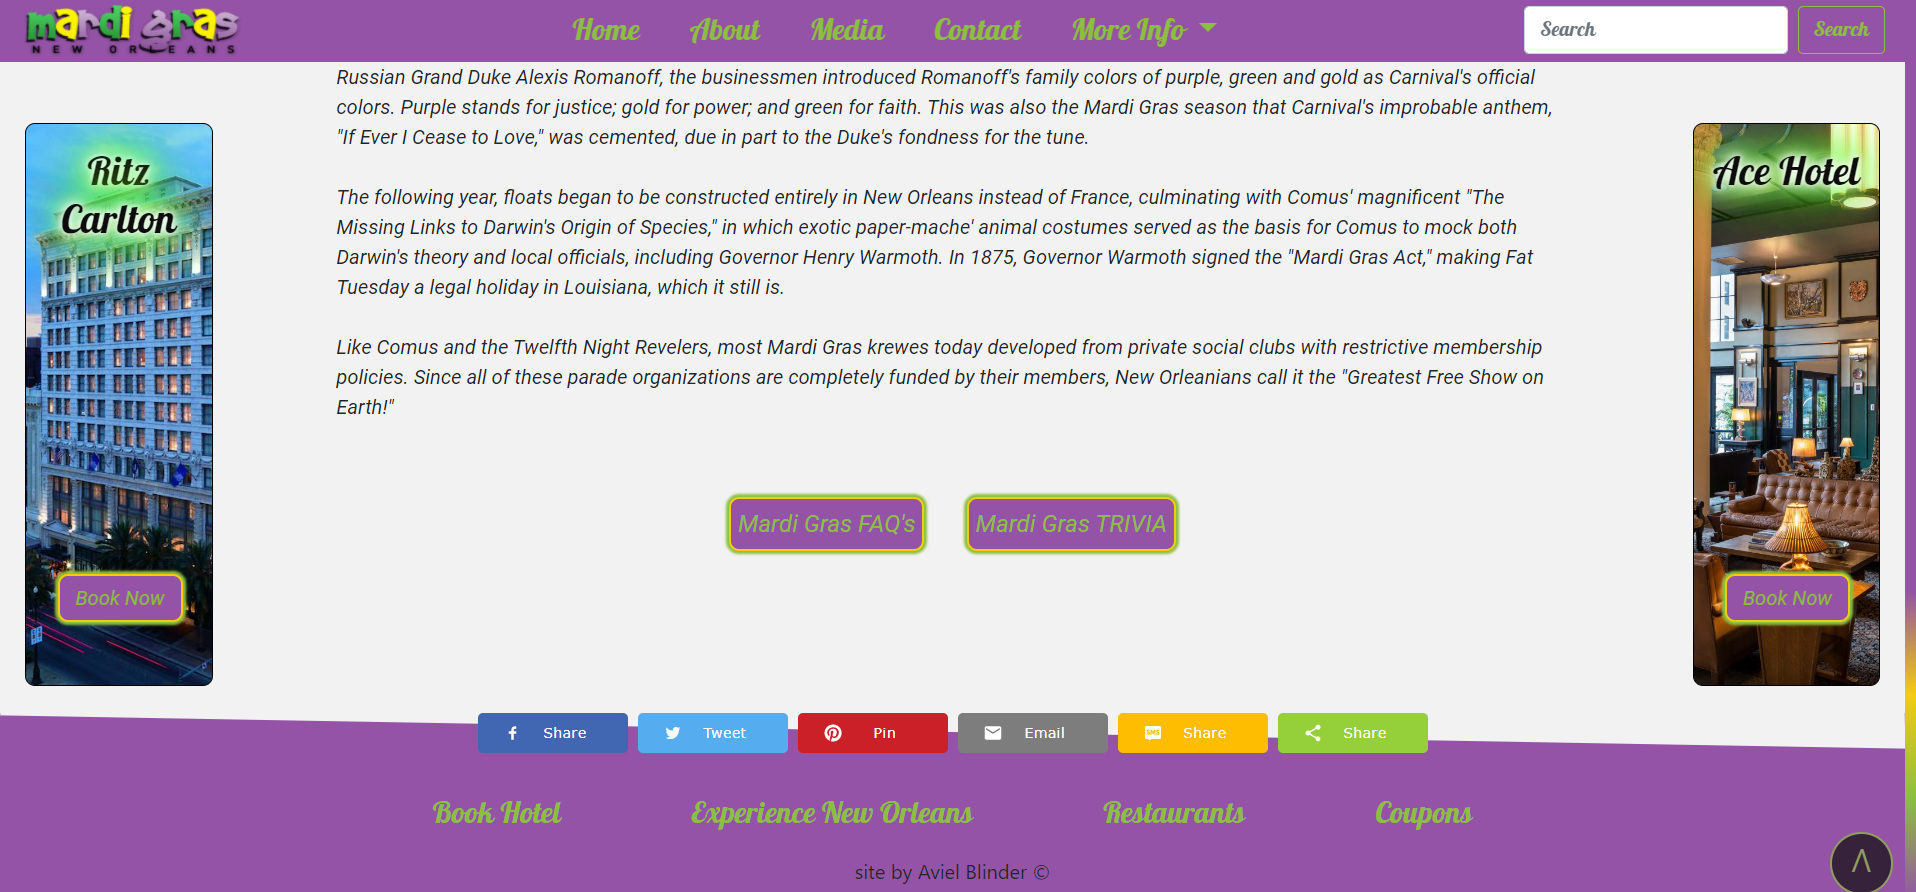 mardi gras
NEW ORLEANS
Home About Media Contact More Info
Search Search
Russian Grand Duke Alexis Romanoff, the businessmen introduced Romanoff's family colors of purple, green and gold as Carnival's official
colors. Purple stands for justice; gold for power; and green for faith. This was also the Mardi Gras season that Carnival's improbable anthem,
"If Ever I Cease to Love," was cemented, due in part to the Duke's fondness for the tune.
The following year, floats began to be constructed entirely in New Orleans instead of France, culminating with Comus' magnificent "The
Missing Links to Darwin's Origin of Species," in which exotic paper-mache' animal costumes served as the basis for Comus to mock both
Darwin's theory and local officials, including Governor Henry Warmoth. In 1875, Governor Warmoth signed the "Mardi Gras Act," making Fat
Tuesday a legal holiday in Louisiana, which it still is.
Like Comus and the Twelfth Night Revelers, most Mardi Gras krewes today developed from private social clubs with restrictive membership
policies. Since all of these parade organizations are completely funded by their members, New Orleanians call it the "Greatest Free Show on
Earth!"
Ritz
Carlton
Book Now
Ace Hotel
Book Now
Mardi Gras FAQ's Mardi Gras TRIVIA
Share Tweet Pin Email SMS Share Share
Book Hotel Experience New Orleans Restaurants Coupons
site by Aviel Blinder ©